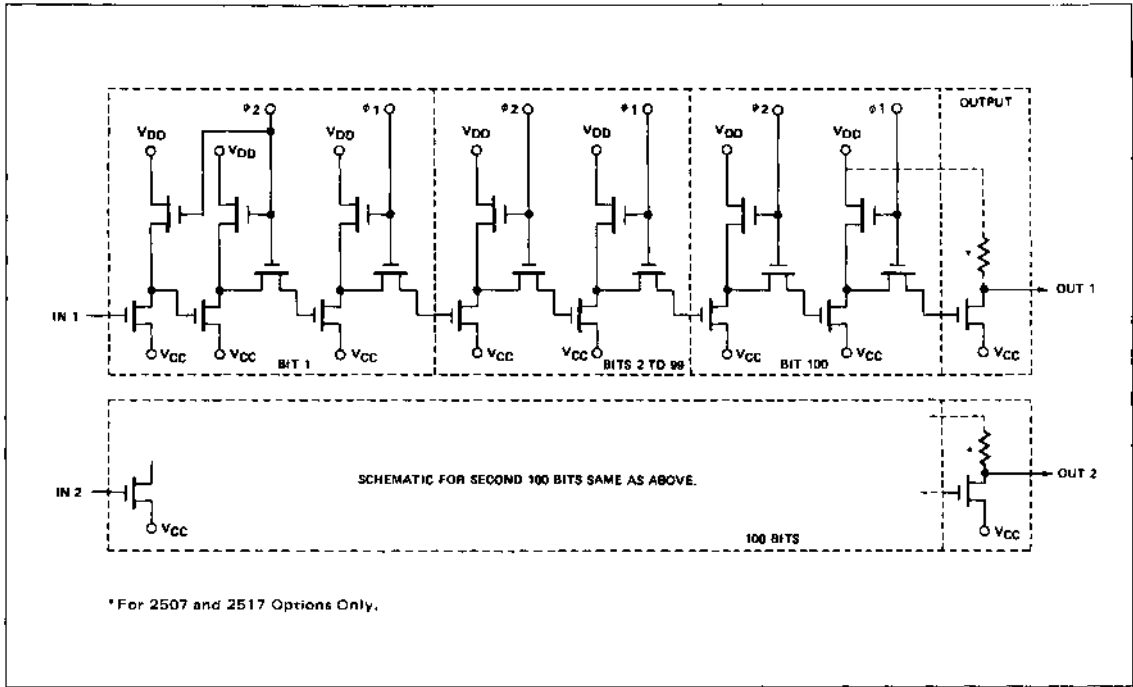 φ2 φ1 φ2 φ1 φ2 φ1 OUTPUT
VDD VDD VDD VDD VDD VDD VDD
*
OUT 1
IN 1
VCC VCC VCC VCC VCC VCC VCC VCC
BIT 1 BITS 2 TO 99 BIT 100
*
IN 2 SCHEMATIC FOR SECOND 100 BITS SAME AS ABOVE. OUT 2
VCC VCC
100 BITS
*For 2507 and 2517 Options Only.